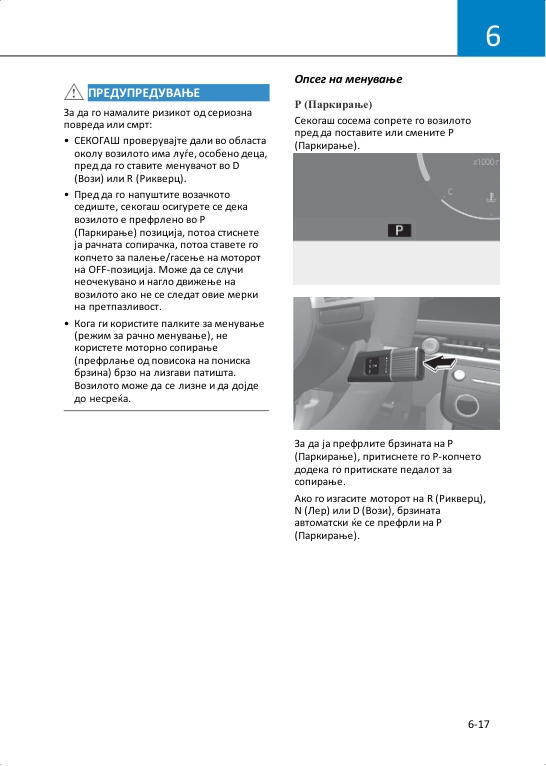 6
ПРЕДУПРЕДУВАЊЕ
За да го намалите ризикот од сериозна
повреда или смрт:
• СЕКОГАШ проверувајте дали во областа
околу возилото има луѓе, особено деца,
пред да го ставите менувачот во D
(Вози) или R (Рикверц).
• Пред да го напуштите возачкото
седиште, секогаш осигурете се дека
возилото е префрлено во P
(Паркирање) позиција, потоа стиснете
ја рачната сопирачка, потоа ставете го
копчето за палење/гасење на моторот
на OFF-позиција. Може да се случи
неочекувано и нагло движење на
возилото ако не се следат овие мерки
на претпазливост.
• Кога ги користите палките за менување
(режим за рачно менување), не
користете моторно сопирање
(префрлање од повисока на пониска
брзина) брзо на лизгави патишта.
Возилото може да се лизне и да дојде
до несреќа.
Опсег на менување
P (Паркирање)
Секогаш сосема сопрете го возилото
пред да поставите или смените P
(Паркирање).
x1000r
C
P
За да ја префрлите брзината на P
(Паркирање), притиснете го P-копчето
додека го притискате педалот за
сопирање.
Ако го изгасите моторот на R (Рикверц),
N (Лер) или D (Вози), брзината
автоматски ќе се префрли на P
(Паркирање).
6-17